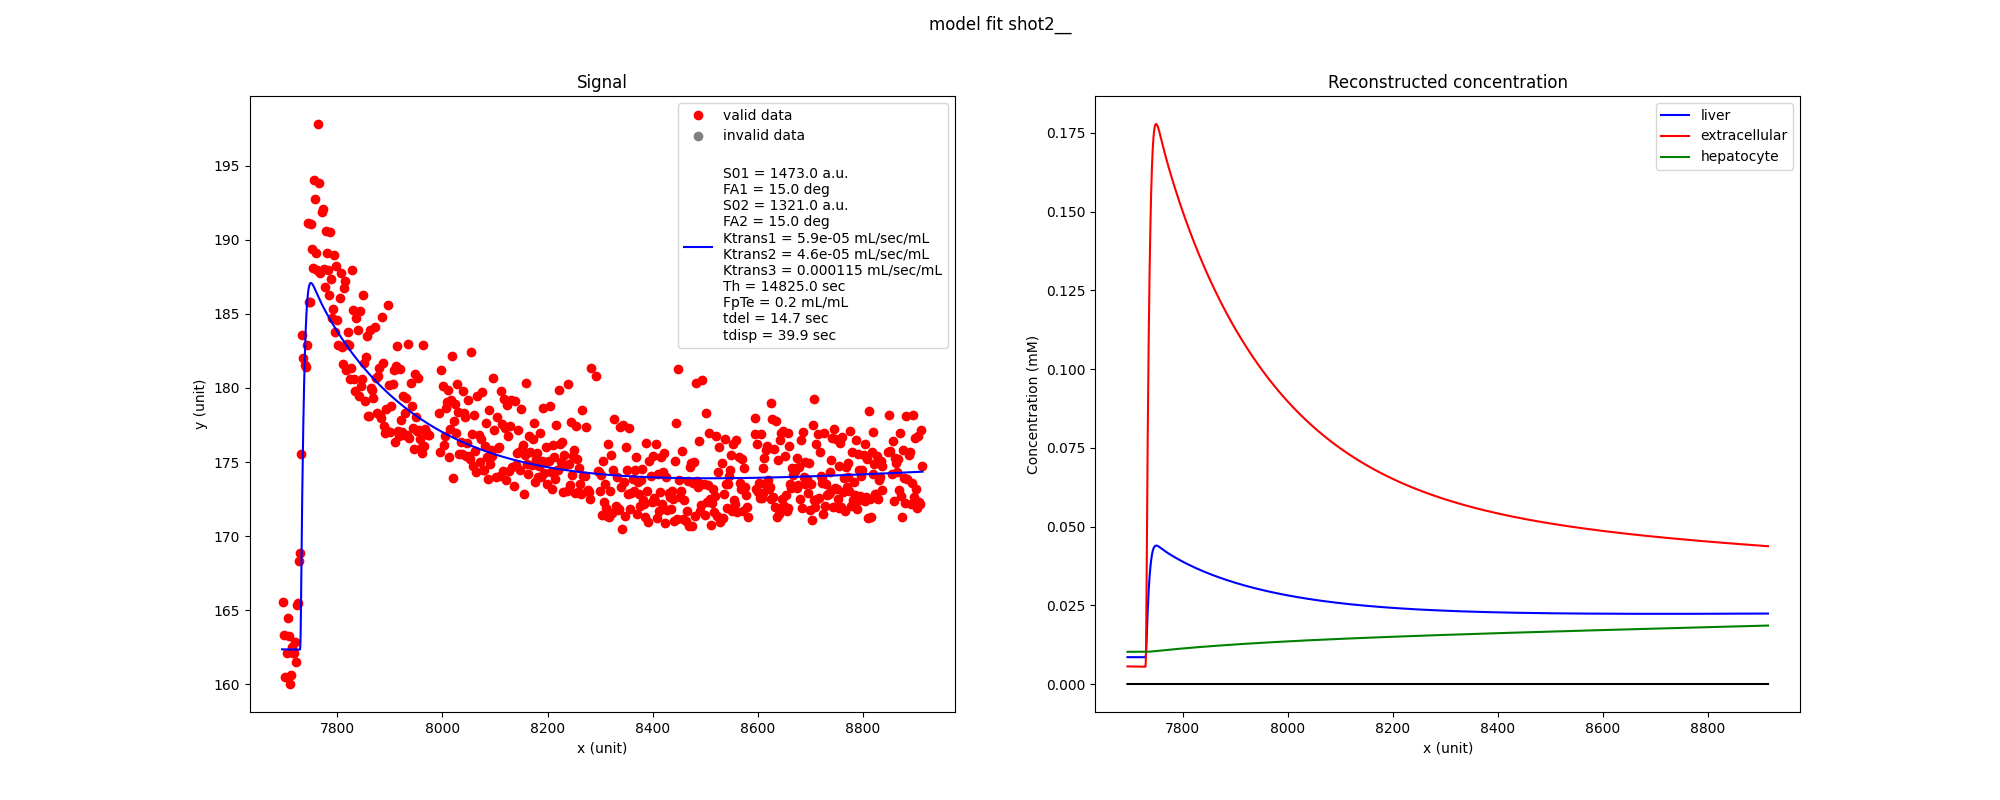 model fit shot2__
Signal
y (unit)
195
190
185
180
175
170
165
160
7800
8000
8200
8400
8600
8800
x (unit)
valid data
invalid data
S01 = 1473.0 a.u.
FA1 = 15.0 deg
S02 = 1321.0 a.u.
FA2 = 15.0 deg
Ktrans1 = 5.9e-05 mL/sec/mL
Ktrans2 = 4.6e-05 mL/sec/mL
Ktrans3 = 0.000115 mL/sec/mL
Th = 14825.0 sec
FpTe = 0.2 mL/mL
tdel = 14.7 sec
tdisp = 39.9 sec
Reconstructed concentration
Concentration (mM)
0.175
0.150
0.125
0.100
0.075
0.050
0.025
0.000
7800
8000
8200
8400
8600
8800
x (unit)
liver
extracellular
hepatocyte